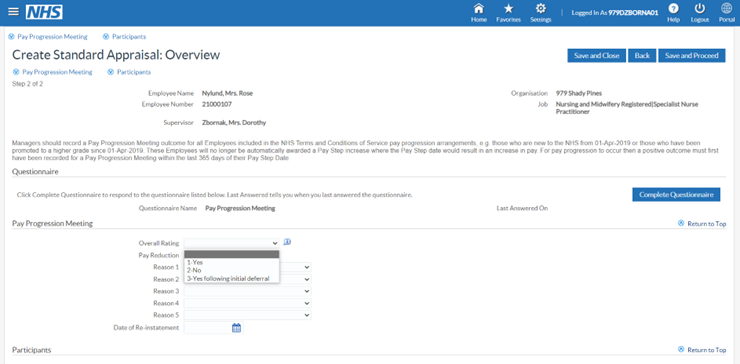 NHS
Home
Favorites
Settings
Logged In As 979DZBORNA01
Help
Logout
Portal
Pay Progression Meeting
Participants
Create Standard Appraisal: Overview
Save and Close
Back
Save and Proceed
Pay Progression Meeting
Participants
Step 2 of 2
Employee Name Nylund, Mrs. Rose
Organisation 979 Shady Pines
Employee Number 21000107
Job Nursing and Midwifery Registered|Specialist Nurse
Practitioner
Supervisor Zbornak, Mrs. Dorothy
Managers should record a Pay Progression Meeting outcome for all Employees included in the NHS Terms and Conditions of Service pay progression arrangements, e.g. those who are new to the NHS from 01-Apr-2019 or those who have been
promoted to a higher grade since 01-Apr-2019. These Employees will no longer be automatically awarded a Pay Step increase where the Pay Step date would result in an increase in pay. For pay progression to occur then a positive outcome must first
have been recorded for a Pay Progression Meeting within the last 365 days of their Pay Step Date
Questionnaire
Click Complete Questionnaire to respond to the questionnaire listed below. Last Answered tells you when you last answered the questionnaire.
Complete Questionnaire
Questionnaire Name Pay Progression Meeting
Last Answered On
Pay Progression Meeting
Return to Top
Overall Rating
Pay Reduction
1-Yes
2-No
3-Yes following initial deferral
Reason 1
Reason 2
Reason 3
Reason 4
Reason 5
Date of Re-instatement
Participants
Return to Top